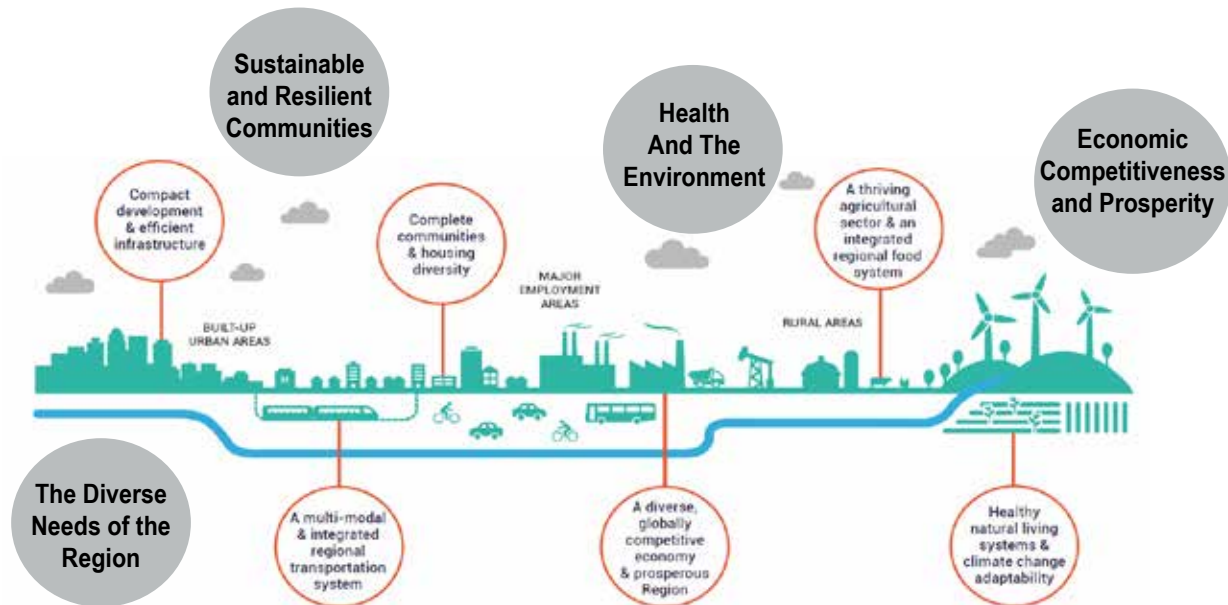 Sustainable
and Resilient
Communities
Health
And The
Environment
Economic
Competitiveness
and Prosperity
Compact
development
& efficient
infrastructure
Complete
communities
& housing
diversity
A thriving
agricultural
sector & an
integrated
regional food
system
MAJOR
EMPLOYMENT
AREAS
BUILT-UP
URBAN AREAS
RURAL AREAS
The Diverse
Needs of the
Region
A multi-modal
& integrated
regional
transportation
system
A diverse,
globally
competitive
economy
& prosperous
Region
Healthy
natural living
systems &
climate change
adaptability